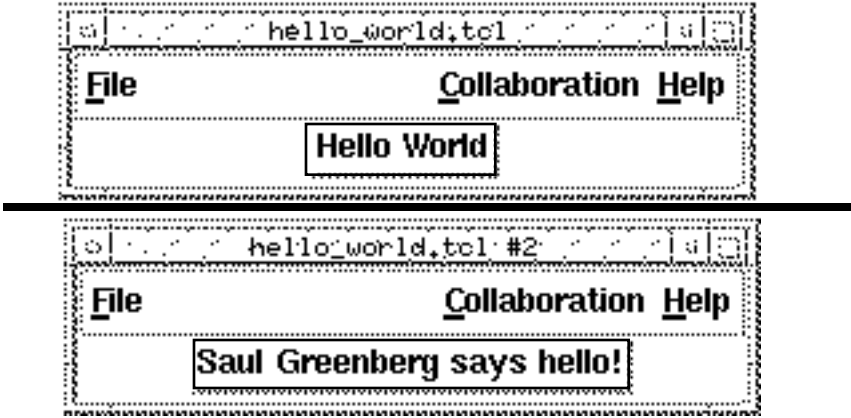 hello_world.tcl
File Collaboration Help
Hello World
hello_world.tcl #2
File Collaboration Help
Saul Greenberg says hello!